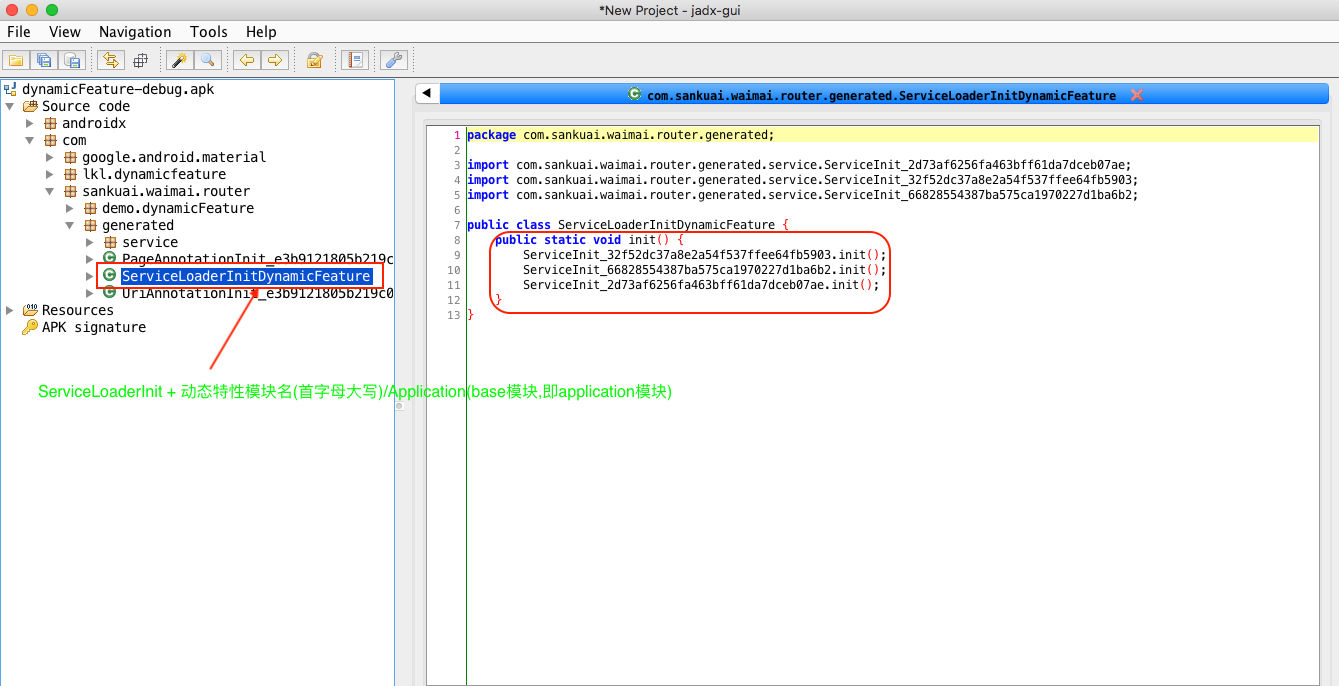 *New Project - jadx-gui
File View Navigation Tools Help
dynamicFeature-debug.apk
Source code
androidx
com
google.android.material
lkl.dynamicfeature
sankuai.waimai.router
demo.dynamicFeature
generated
service
PageAnnotationInit_e3b9121805b219c
ServiceLoaderInitDynamicFeature
UriAnnotationInit_e3b9121805b219c0
Resources
APK signature
ServiceLoaderInit + 动态特性模块名(首字母大写)/Application(base模块,即application模块)
com.sankuai.waimai.router.generated.ServiceLoaderInitDynamicFeature
1 package com.sankuai.waimai.router.generated;
2
3 import com.sankuai.waimai.router.generated.service.ServiceInit_2d73af6256fa463bff61da7dceb07ae;
4 import com.sankuai.waimai.router.generated.service.ServiceInit_32f52dc37a8e2a54f537ffee64fb5903;
5 import com.sankuai.waimai.router.generated.service.ServiceInit_66828554387ba575ca1970227d1ba6b2;
6
7 public class ServiceLoaderInitDynamicFeature {
8 public static void init() {
9 ServiceInit_32f52dc37a8e2a54f537ffee64fb5903.init();
10 ServiceInit_66828554387ba575ca1970227d1ba6b2.init();
11 ServiceInit_2d73af6256fa463bff61da7dceb07ae.init();
12 }
13 }